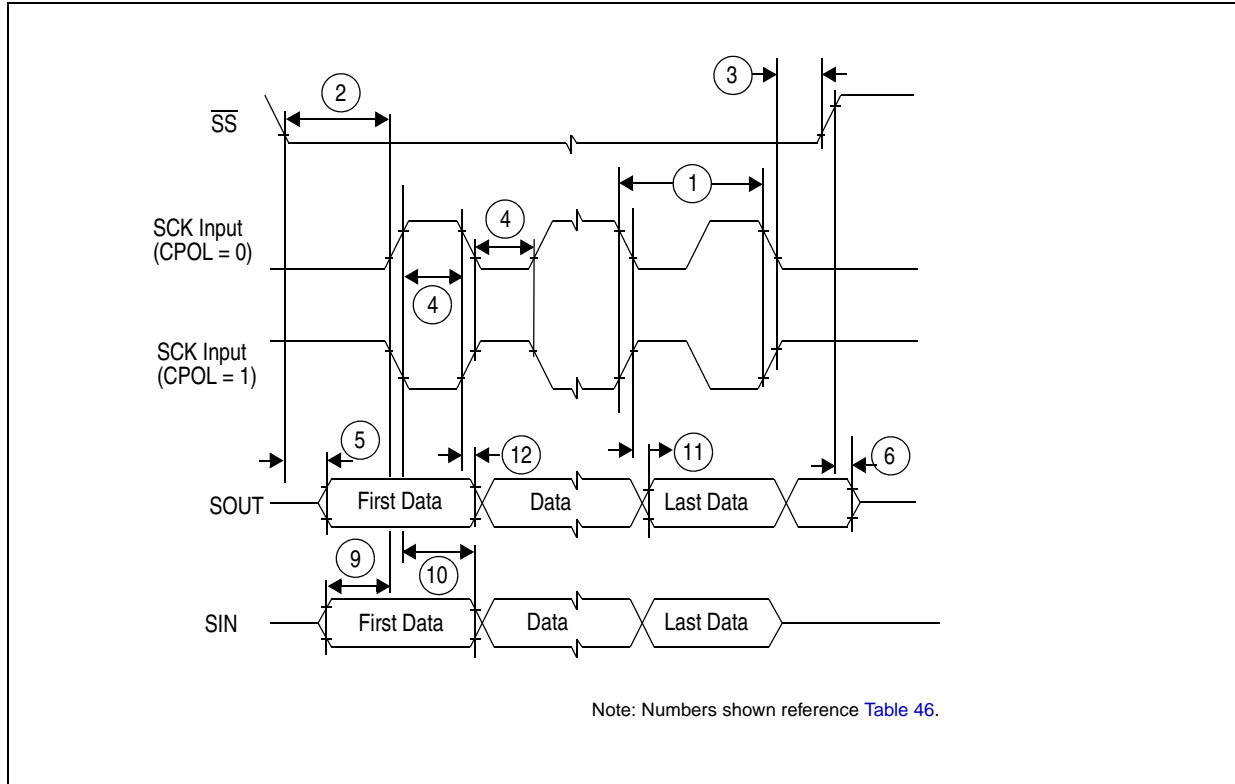 3
2
SS
1
SCK Input
(CPOL = 0)
4
4
SCK Input
(CPOL = 1)
5
12
11
6
SOUT
First Data
Data
Last Data
9
10
SIN
First Data
Data
Last Data
Note: Numbers shown reference Table 46.